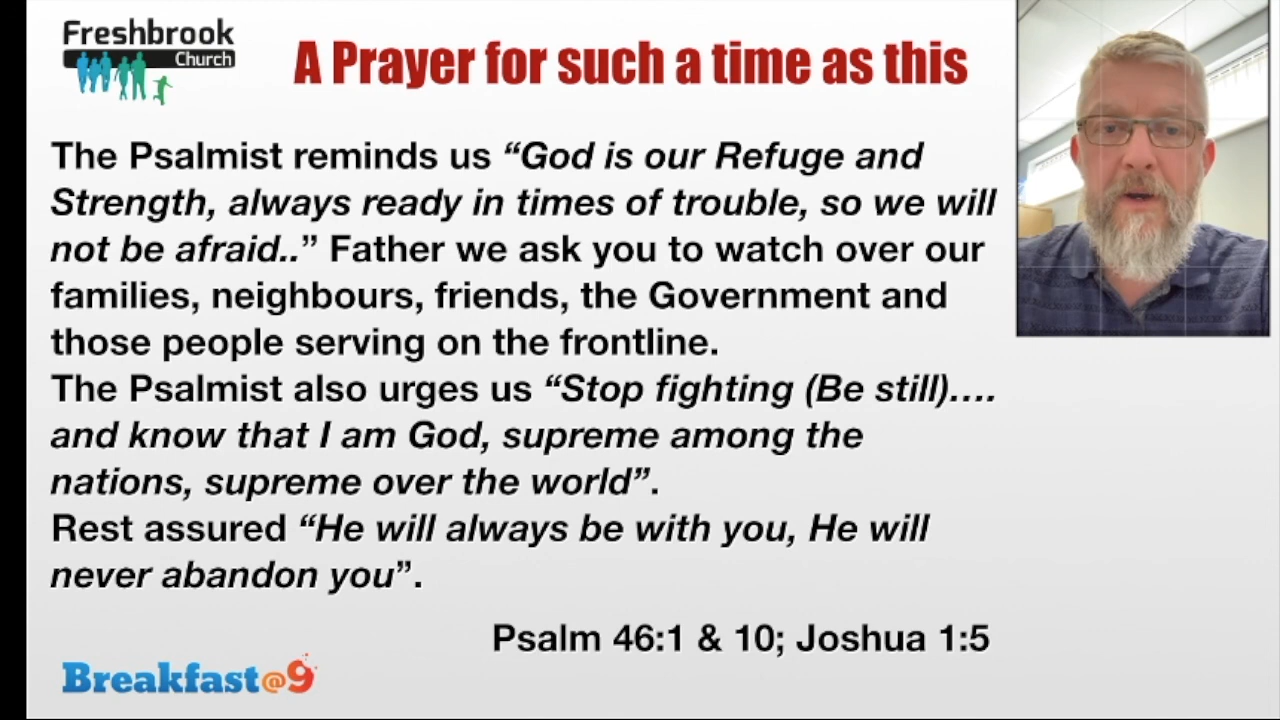 Freshbrook
Church
A Prayer for such a time as this
The Psalmist reminds us “God is our Refuge and
Strength, always ready in times of trouble, so we will
not be afraid..” Father we ask you to watch over our
families, neighbours, friends, the Government and
those people serving on the frontline.
The Psalmist also urges us “Stop fighting (Be still)....
and know that I am God, supreme among the
nations, supreme over the world”.
Rest assured “He will always be with you, He will
never abandon you”.
Psalm 46:1 & 10; Joshua 1:5
Breakfast@9